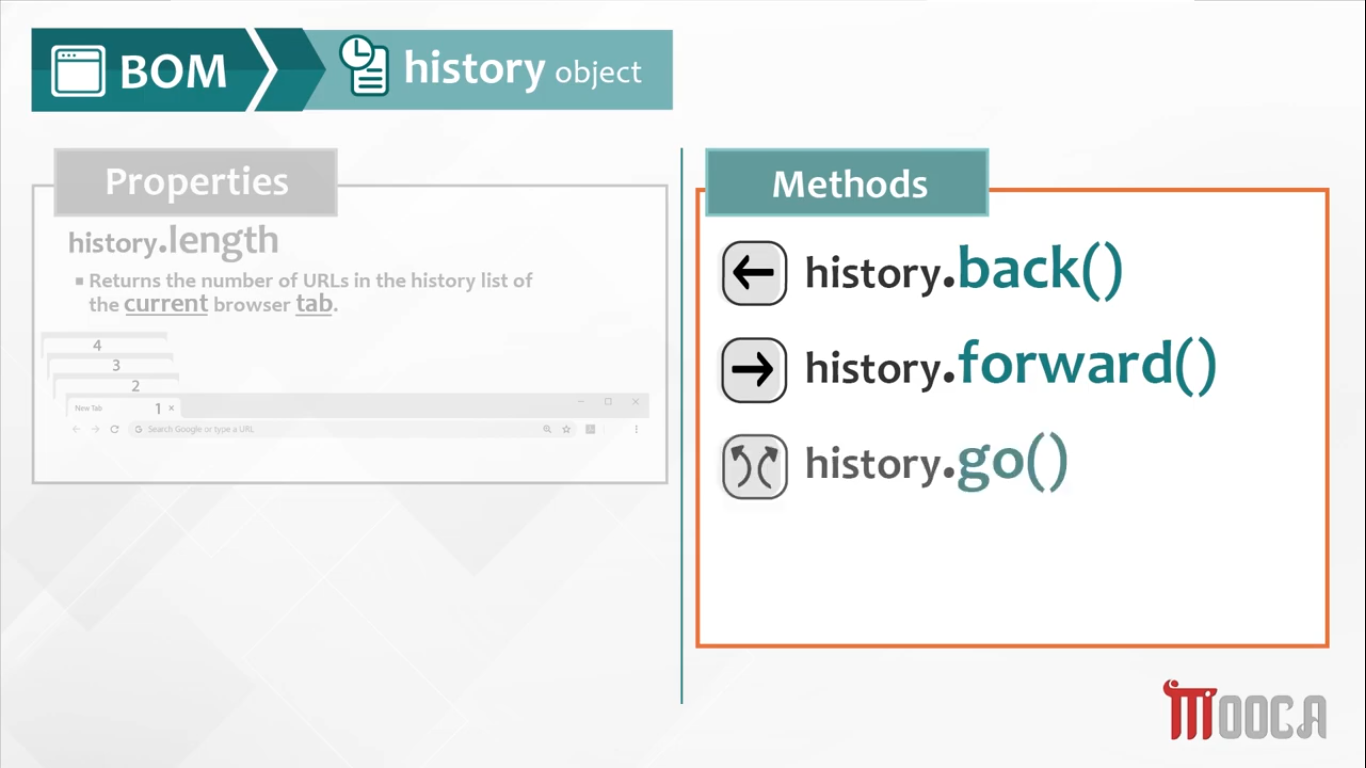 BOM
history object
Properties
history.length
▪ Returns the number of URLs in the history list of
the current browser tab.
4
3
2
New Tab 1 ×
Search Google or type a URL
Methods
history.back()
history.forward()
history.go()
MOOCA